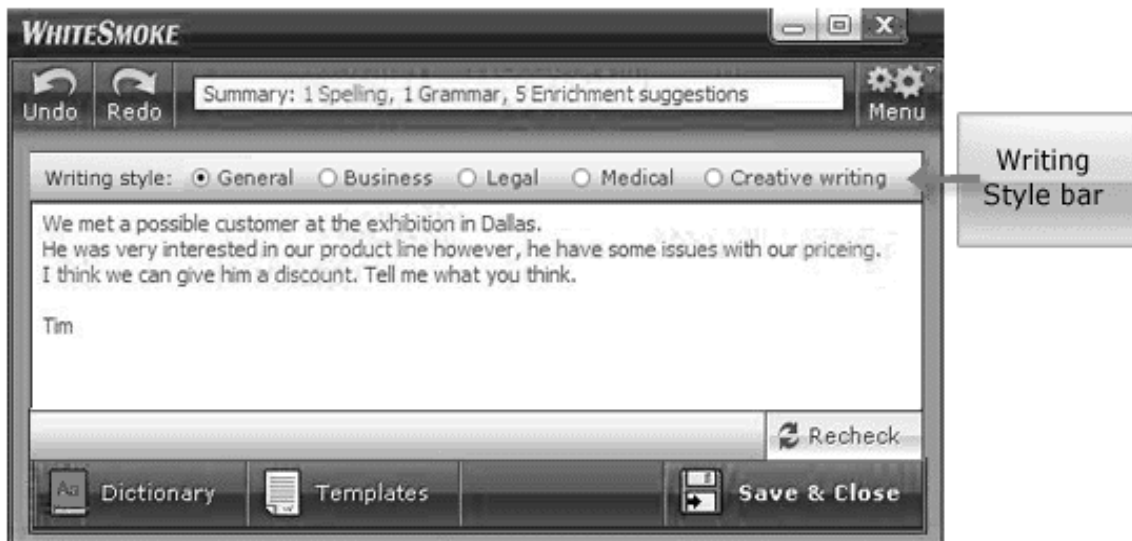 WHITESMOKE
Undo
Redo
Summary: 1 Spelling, 1 Grammar, 5 Enrichment suggestions
Menu
Writing style: General Business Legal Medical Creative writing
Writing
Style bar
We met a possible customer at the exhibition in Dallas.
He was very interested in our product line however, he have some issues with our priceing.
I think we can give him a discount. Tell me what you think.
Tim
Recheck
Aa
Dictionary
Templates
Save & Close